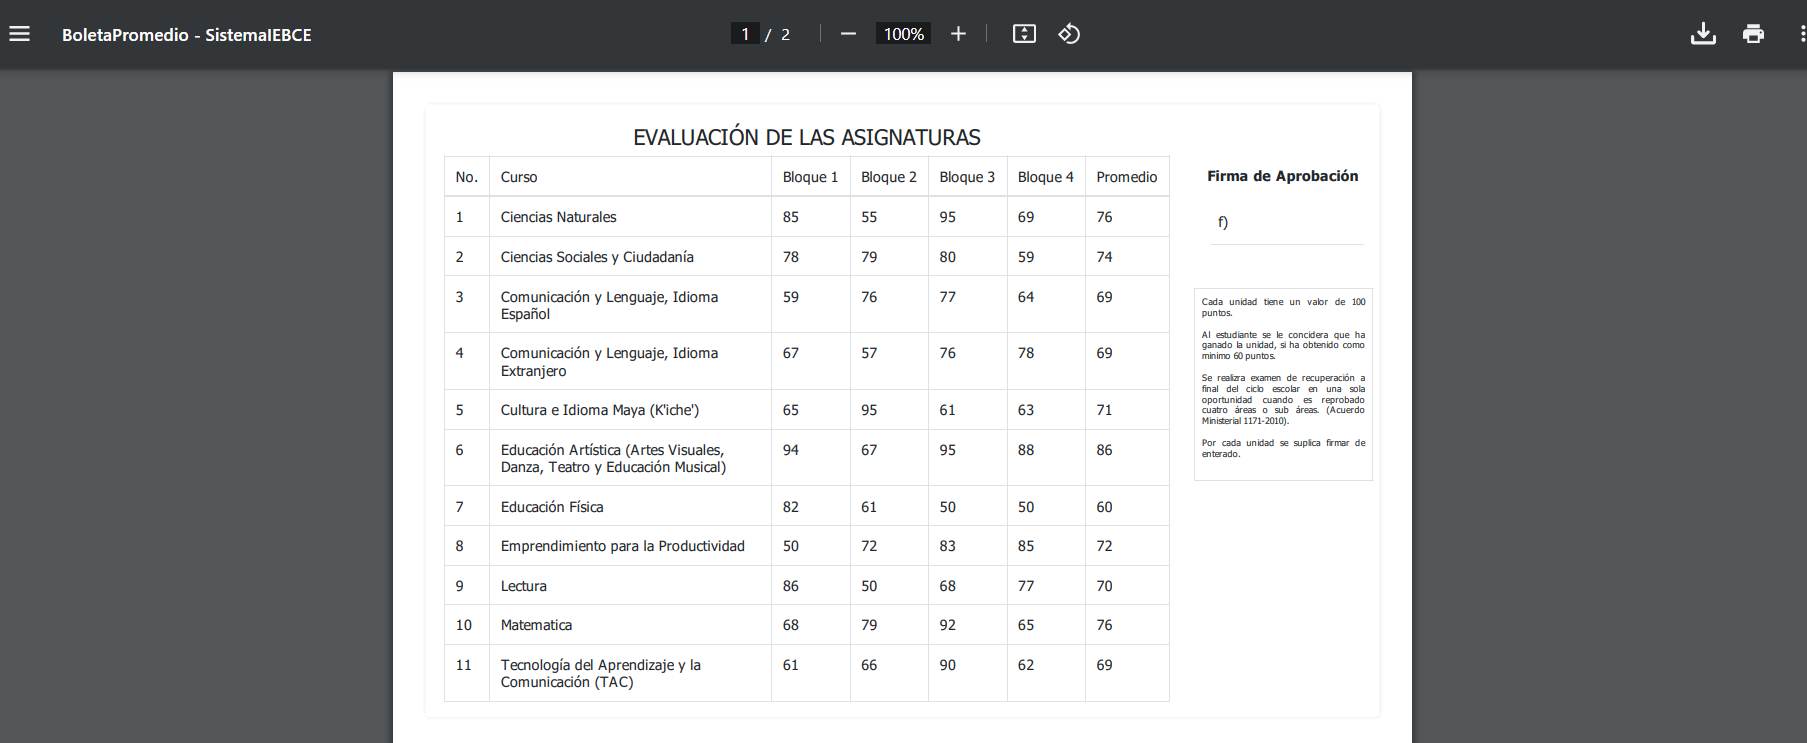 BoletaPromedio - SistemaIEBCE
1 / 2
100%
EVALUACIÓN DE LAS ASIGNATURAS
No. Curso Bloque 1 Bloque 2 Bloque 3 Bloque 4 Promedio
1 Ciencias Naturales 85 55 95 69 76
2 Ciencias Sociales y Ciudadanía 78 79 80 59 74
3 Comunicación y Lenguaje, Idioma 59 76 77 64 69
Español
4 Comunicación y Lenguaje, Idioma 67 57 76 78 69
Extranjero
5 Cultura e Idioma Maya (K'iche') 65 95 61 63 71
6 Educación Artística (Artes Visuales, 94 67 95 88 86
Danza, Teatro y Educación Musical)
7 Educación Física 82 61 50 50 60
8 Emprendimiento para la Productividad 50 72 83 85 72
9 Lectura 86 50 68 77 70
10 Matematica 68 79 92 65 76
11 Tecnología del Aprendizaje y la 61 66 90 62 69
Comunicación (TAC)
Firma de Aprobación
f)
Cada unidad tiene un valor de 100
puntos.
Al estudiante se le concidera que ha
ganado la unidad, si ha obtenido como
minimo 60 puntos.
Se realizra examen de recuperación a
final del ciclo escolar en una sola
oportunidad cuando es reprobado
cuatro áreas o sub áreas. (Acuerdo
Ministerial 1171-2010).
Por cada unidad se suplica firmar de
enterado.